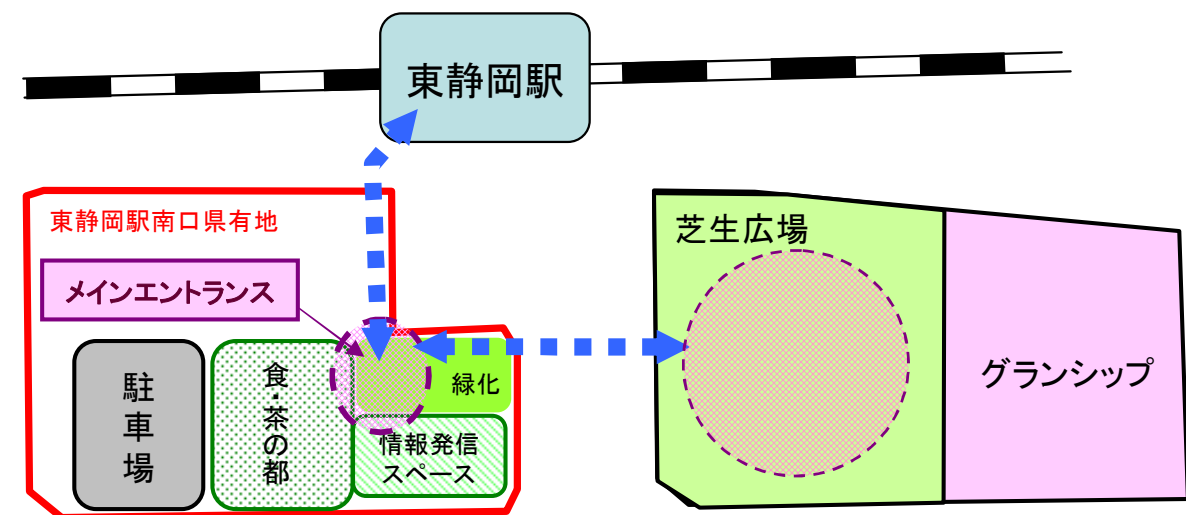 東静岡駅
東静岡駅南口県有地
芝生広場
メインエントランス
駐車場
食・茶の都
緑化
情報発信
スペース
グランシップ